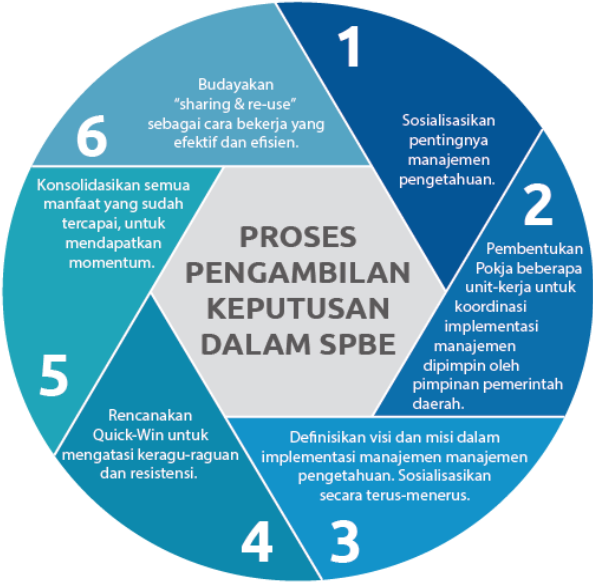 PROSES
PENGAMBILAN
KEPUTUSAN
DALAM SPBE
1
Sosialisasikan
pentingnya
manajemen
pengetahuan.
2
Pembentukan
Pokja beberapa
unit-kerja untuk
koordinasi
implementasi
manajemen
dipimpin oleh
pimpinan pemerintah
daerah.
3
Definisikan visi dan misi dalam
implementasi manajemen manajemen
pengetahuan. Sosialisasikan
secara terus-menerus.
4
Rencanakan
Quick-Win untuk
mengatasi keragu-raguan
dan resistensi.
5
Konsolidasikan semua
manfaat yang sudah
tercapai, untuk
mendapatkan
momentum.
6
Budayakan
“sharing & re-use”
sebagai cara bekerja yang
efektif dan efisien.